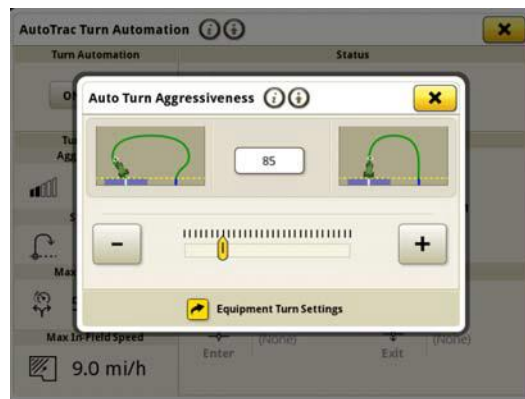 AutoTrac Turn Automation
Turn Automation
Status
Auto Turn Aggressiveness
85
Equipment Turn Settings
Max In-Field Speed
(None)
(None)
Enter
Exit
9.0 mi/h